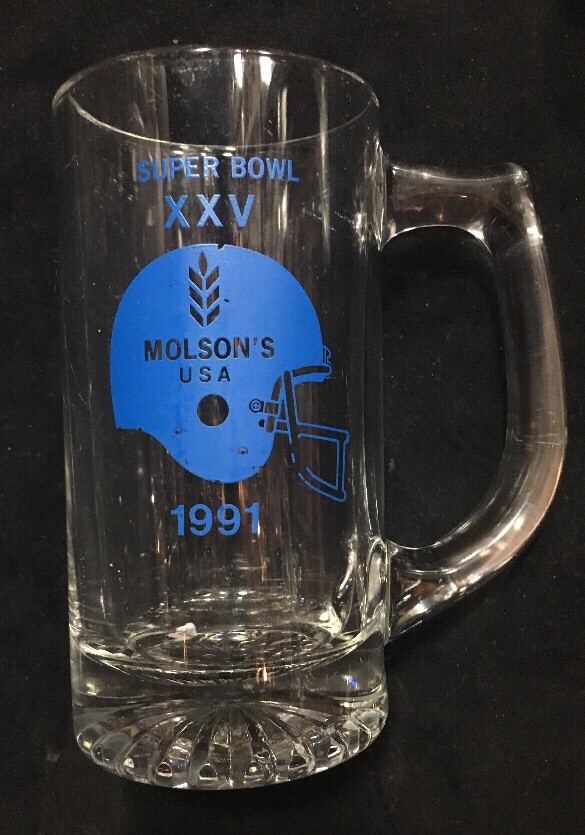 SUPER BOWL
XXV
MOLSON'S
USA
1991